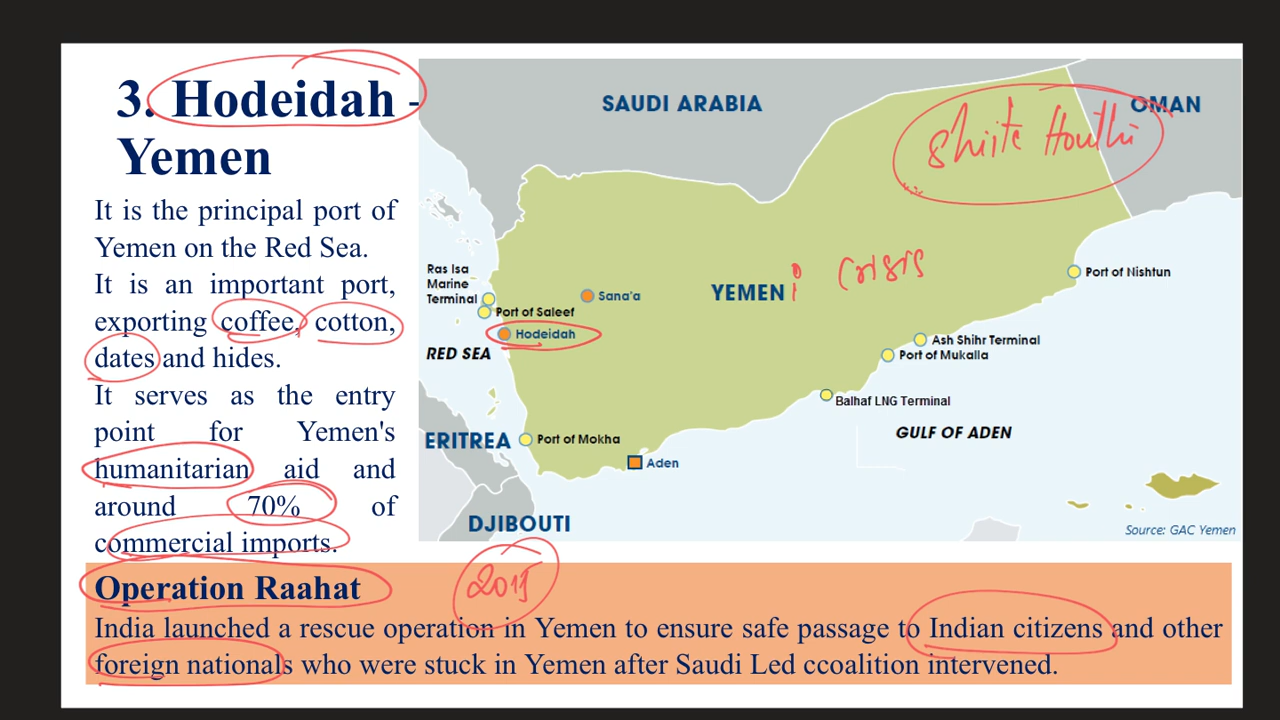 3. Hodeidah -
Yemen
It is the principal port of
Yemen on the Red Sea.
It is an important port,
exporting coffee, cotton,
dates and hides.
It serves as the entry
point for Yemen's
humanitarian aid and
around 70% of
commercial imports.
SAUDI ARABIA
OMAN
Shiite Houthi
Ras Isa
Marine
Terminal
Port of Saleef
Sana'a
YEMEN
crisis
Port of Nishtun
Hodeidah
RED SEA
Ash Shihr Terminal
Port of Mukalla
Balhaf LNG Terminal
GULF OF ADEN
ERITREA
Port of Mokha
Aden
DJIBOUTI
Source: GAC Yemen
Operation Raahat
2015
India launched a rescue operation in Yemen to ensure safe passage to Indian citizens and other
foreign nationals who were stuck in Yemen after Saudi Led ccoalition intervened.